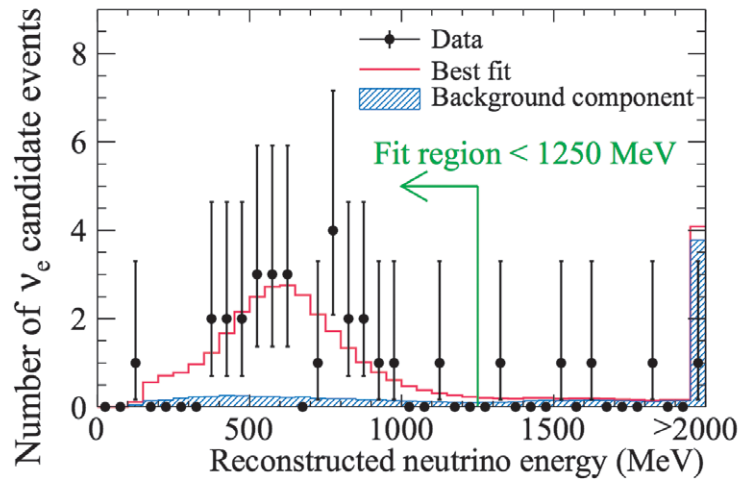 8
6
4
2
0
Number of νe candidate events
Data
Best fit
Background component
Fit region < 1250 MeV
0 500 1000 1500 >2000
Reconstructed neutrino energy (MeV)